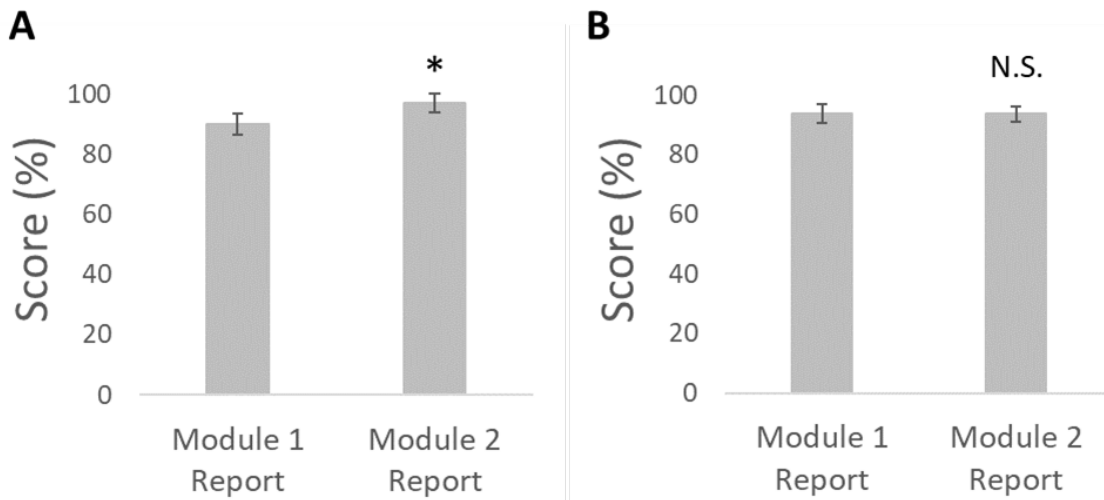 A
*
100
80
60
40
20
0
Score (%)
Module 1
Report
Module 2
Report
B
N.S.
100
80
60
40
20
0
Score (%)
Module 1
Report
Module 2
Report